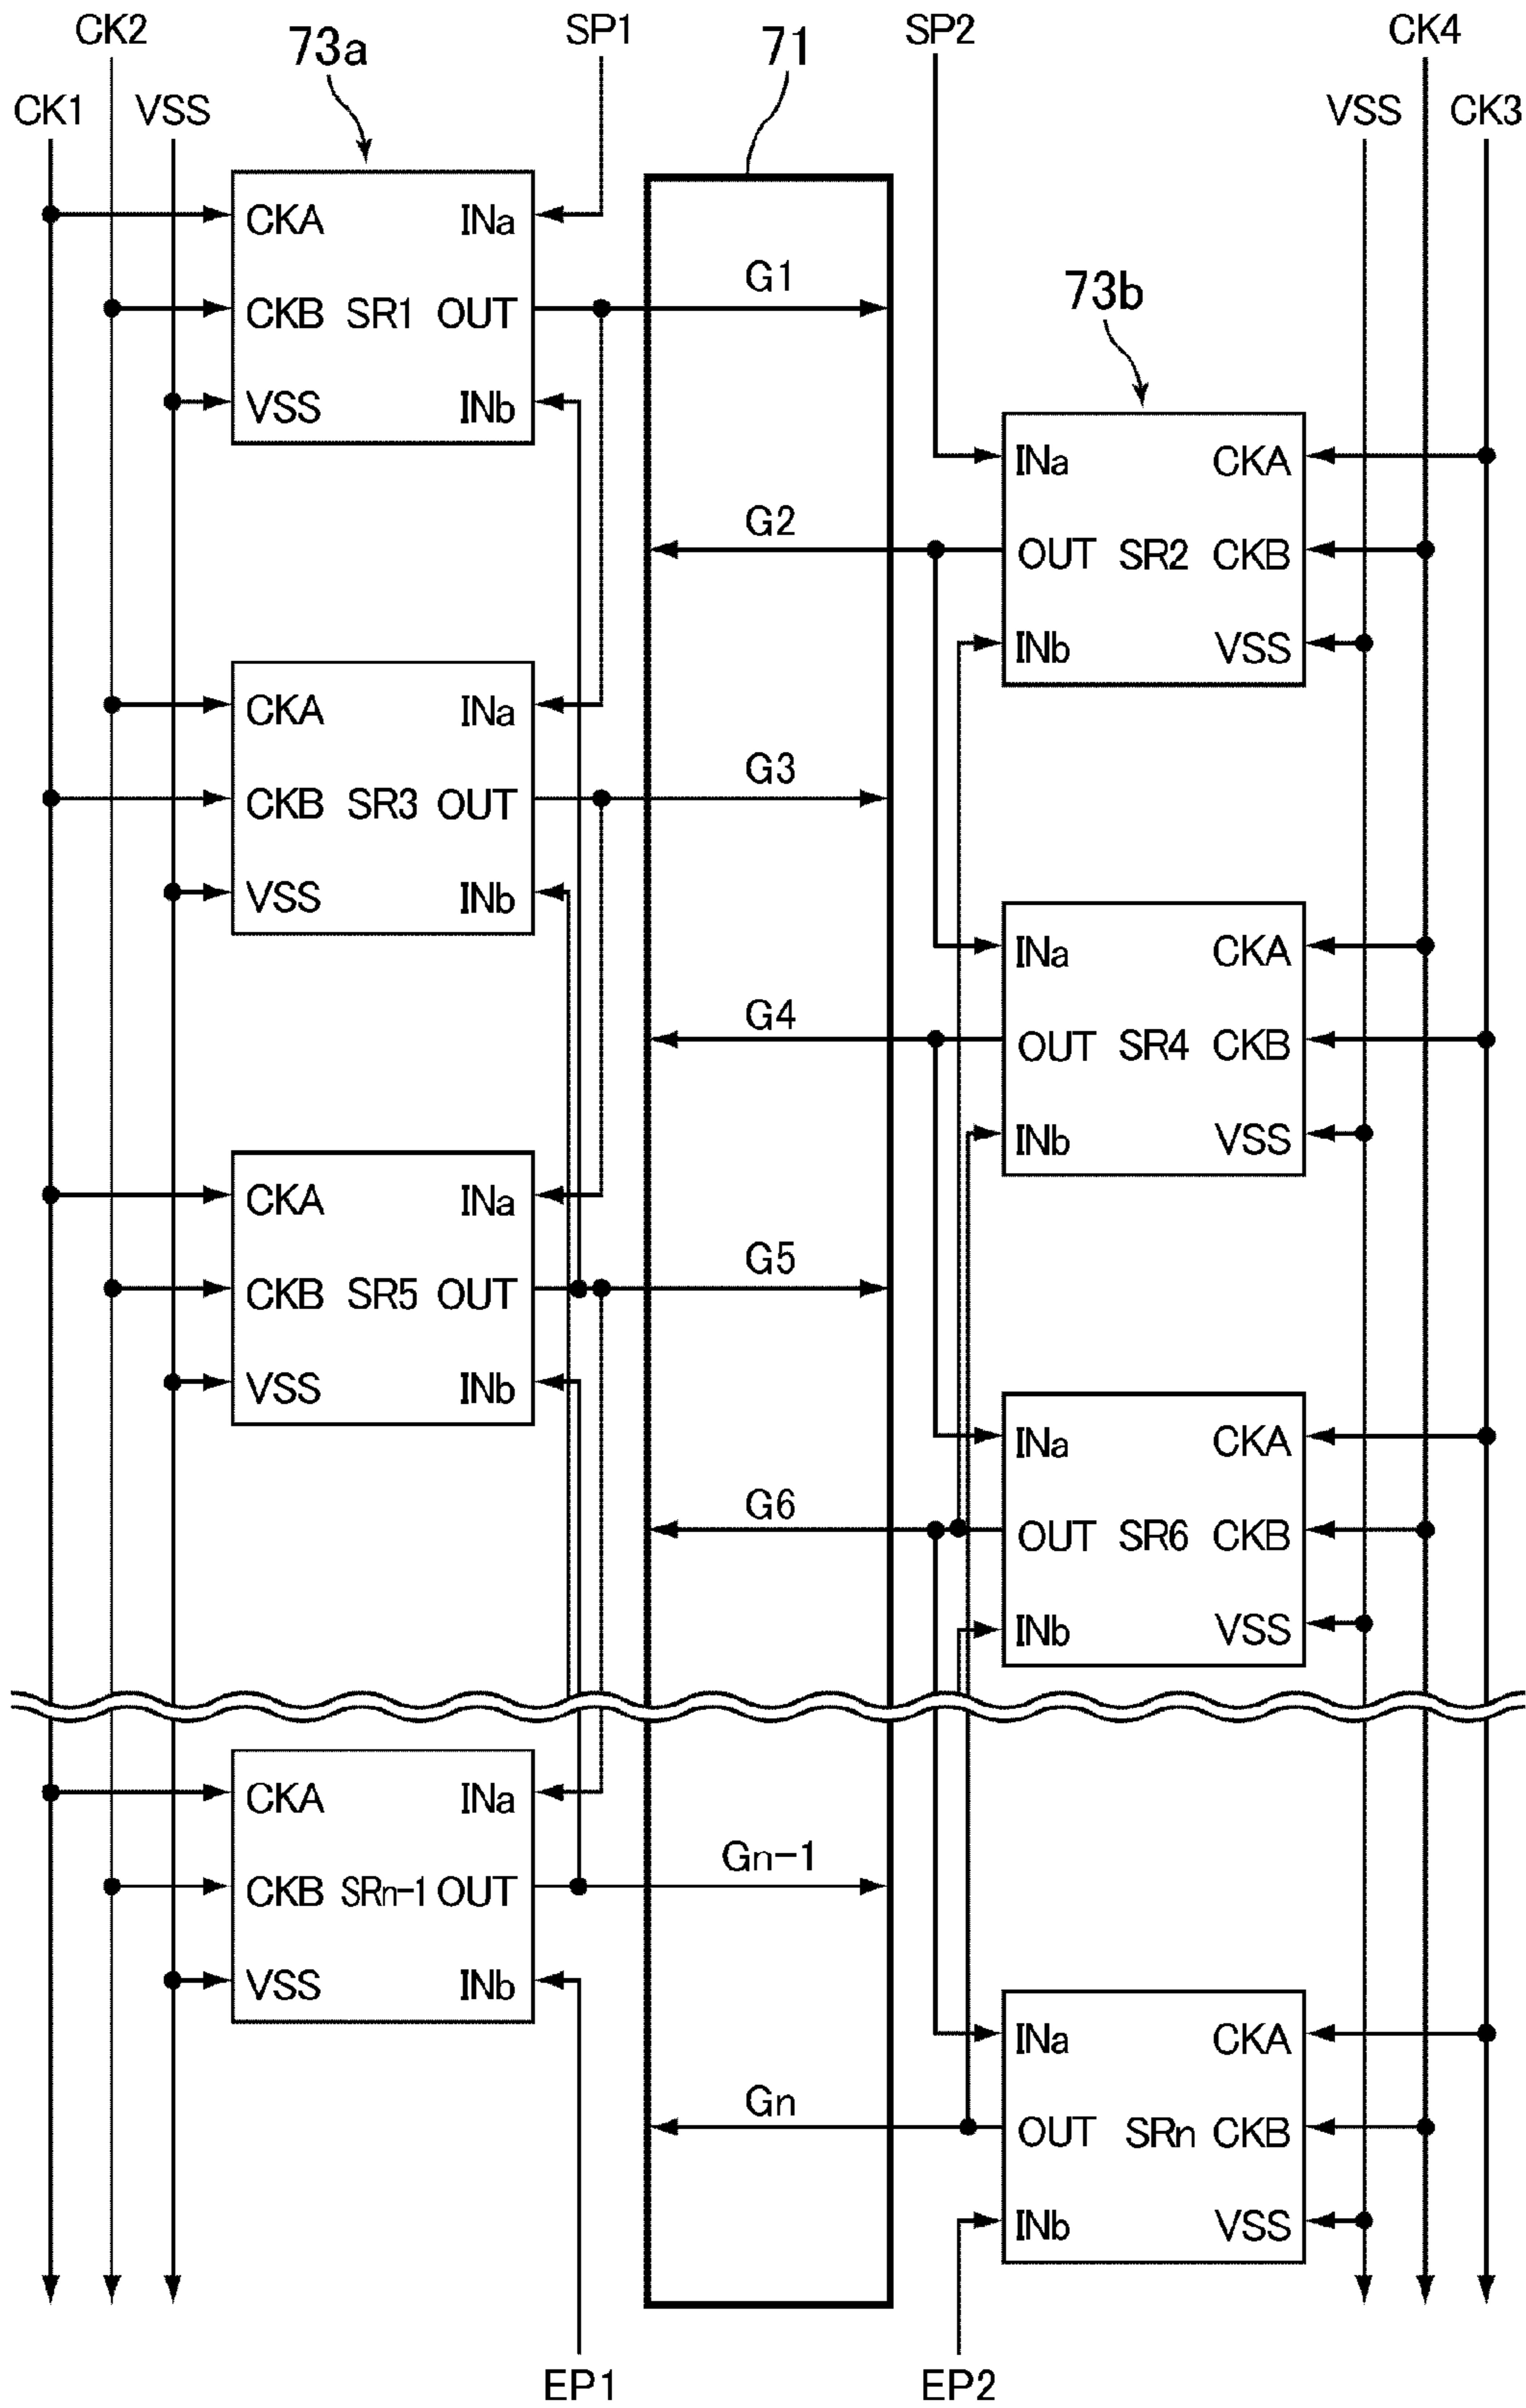 CK2 73a SP1 71 SP2 CK4
CK1 VSS VSS CK3
CKA INa
G1
CKB SR1 OUT
73b
VSS INb
INa CKA
G2
OUT SR2 CKB
INb VSS
CKA INa
G3
CKB SR3 OUT
VSS INb
INa CKA
G4
OUT SR4 CKB
INb VSS
CKA INa
G5
CKB SR5 OUT
VSS INb
INa CKA
G6
OUT SR6 CKB
INb VSS
CKA INa
Gn-1
CKB SRn-1 OUT
VSS INb
INa CKA
Gn
OUT SRn CKB
INb VSS
EP1 EP2